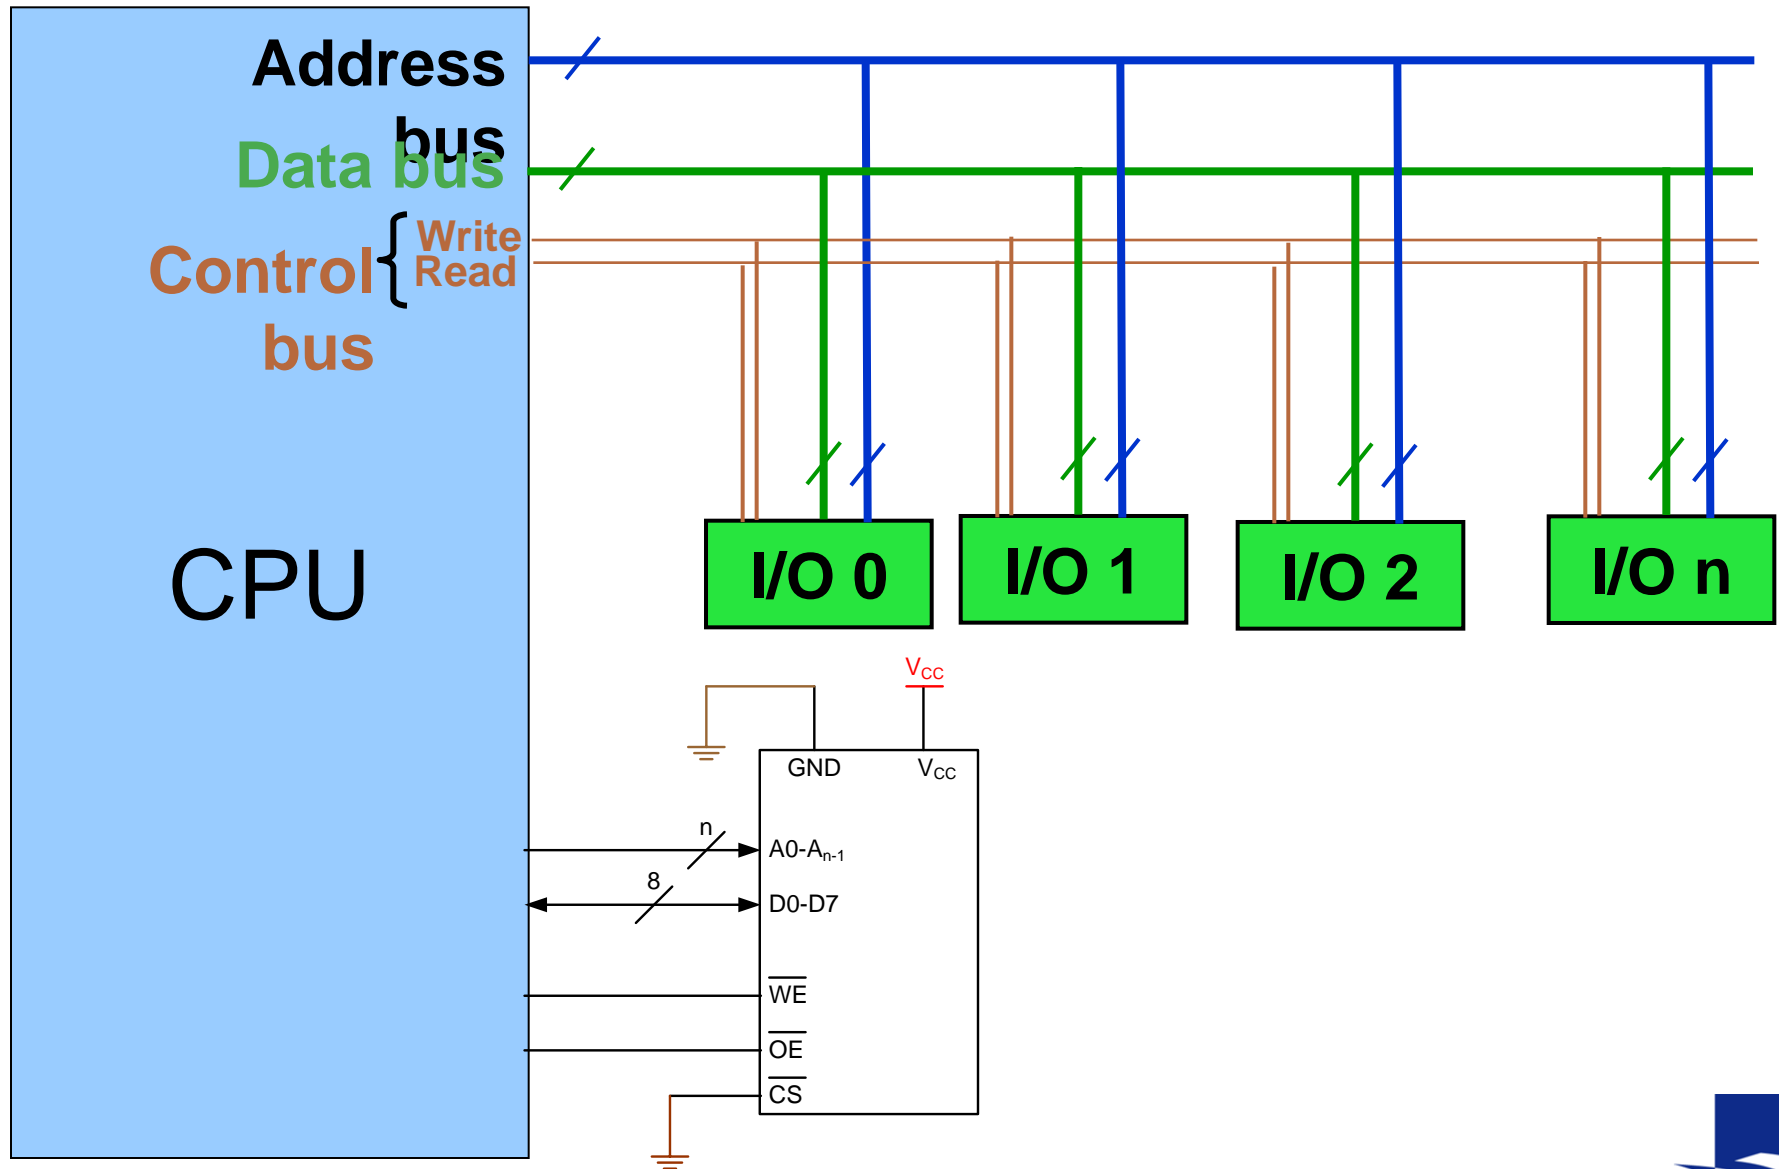 Address
bus
Data bus
Write
Read
Control
bus
CPU
I/O 0
I/O 1
I/O 2
I/O n
VCC
GND
VCC
n
A0-An-1
8
D0-D7
WE
OE
CS